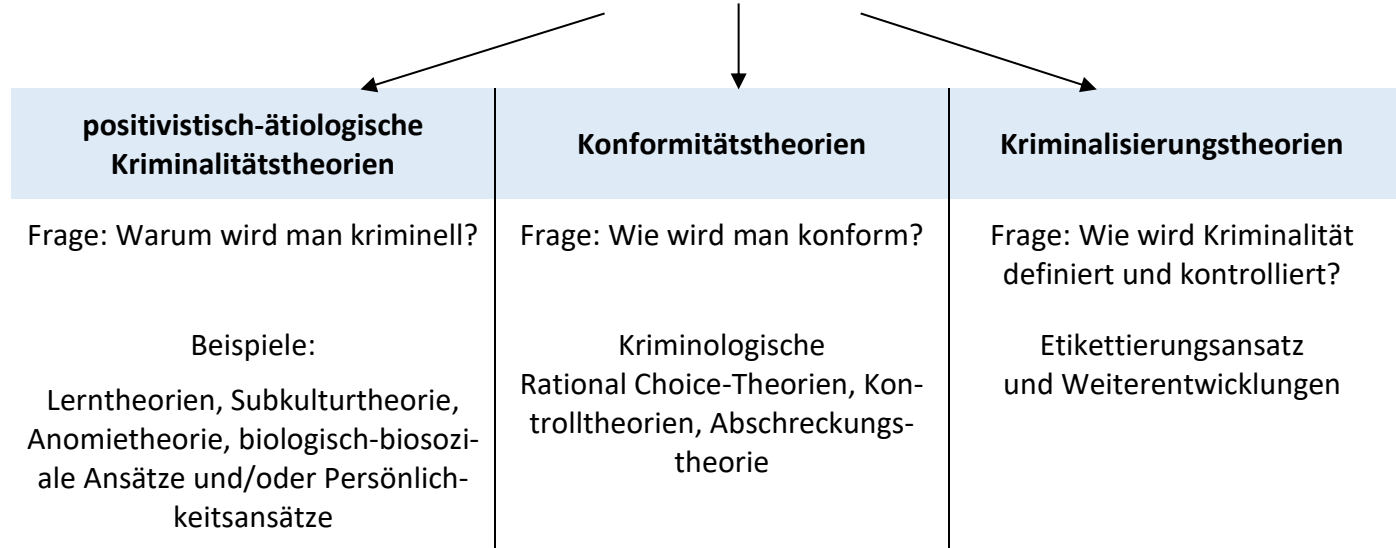 positivistisch-ätiologische
Kriminalitätstheorien
Konformitätstheorien
Kriminalisierungstheorien
Frage: Warum wird man kriminell?
Frage: Wie wird man konform?
Frage: Wie wird Kriminalität
definiert und kontrolliert?
Beispiele:
Lerntheorien, Subkulturtheorie,
Anomietheorie, biologisch-biosozi-
ale Ansätze und/oder Persönlich-
keitsansätze
Kriminologische
Rational Choice-Theorien, Kon-
trolltheorien, Abschreckungs-
theorie
Etikettierungsansatz
und Weiterentwicklungen